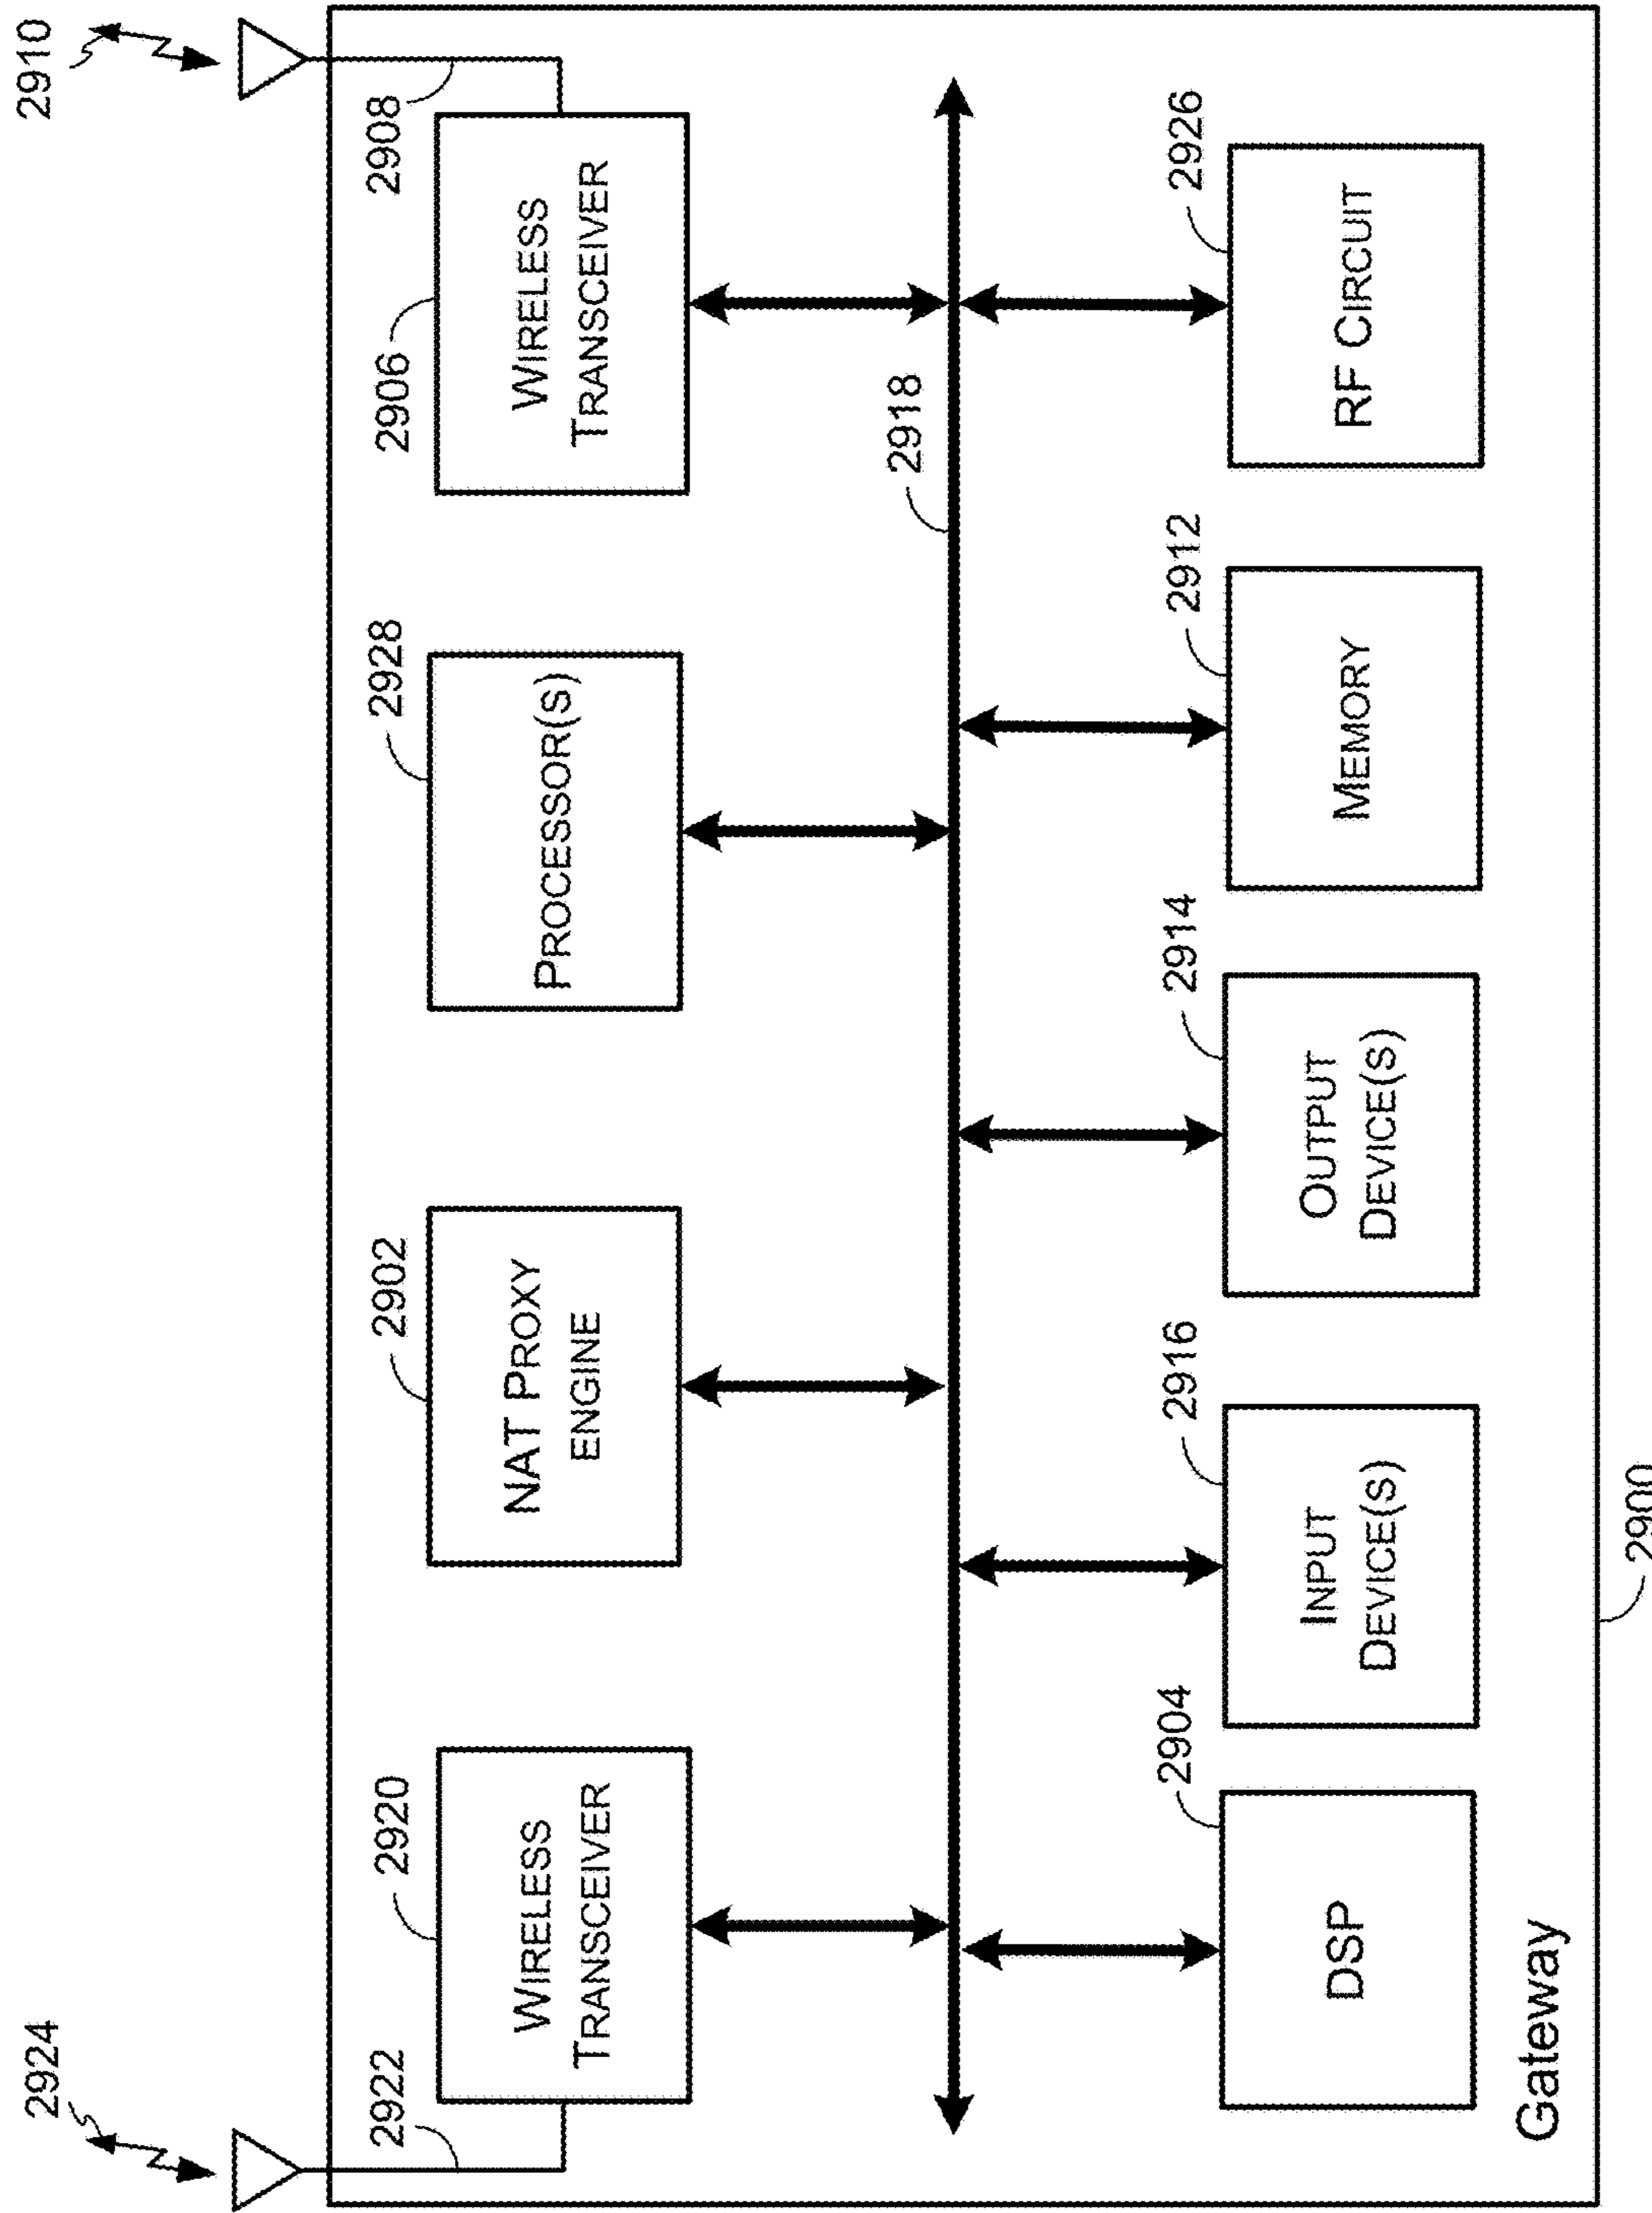 2924
2910
2922
2920
WIRELESS
TRANSCEIVER
2902
NAT PROXY
ENGINE
2928
PROCESSOR(S)
2906
WIRELESS
TRANSCEIVER
2908
2918
2904
DSP
2916
INPUT
DEVICE(S)
2914
OUTPUT
DEVICE(S)
2912
MEMORY
2926
RF CIRCUIT
Gateway
2900